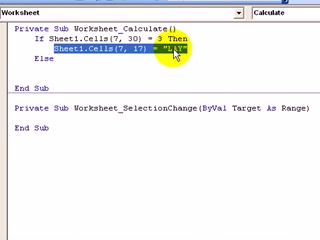 Worksheet
Calculate
Private Sub Worksheet_Calculate()
If Sheet1.Cells(7, 30) = 3 Then
Sheet1.Cells(7, 17) = "LAY"
Else
End Sub
Private Sub Worksheet_SelectionChange(ByVal Target As Range)
End Sub